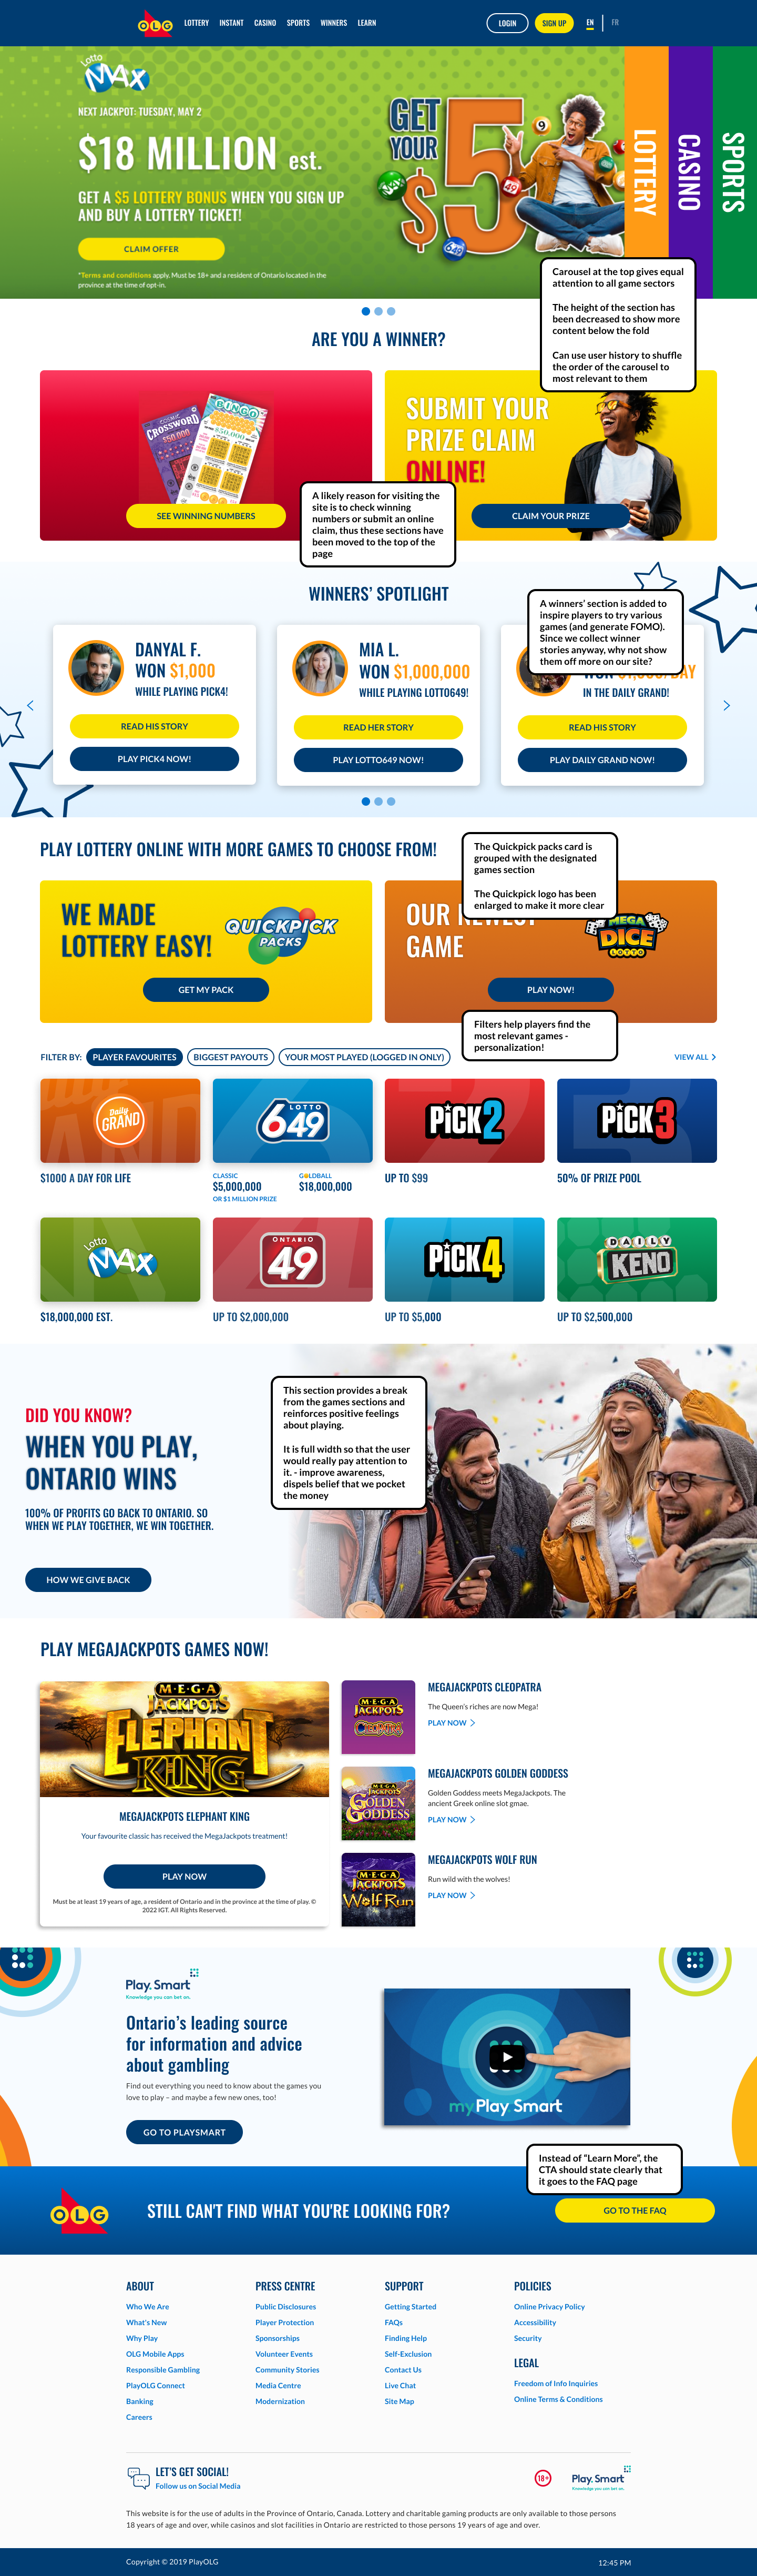 OLG
LOTTERY INSTANT CASINO SPORTS WINNERS LEARN
LOGIN
SIGN UP
EN
FR
Lotto
MAX
NEXT JACKPOT: TUESDAY, MAY 2
$18 MILLION est.
GET A $5 LOTTERY BONUS WHEN YOU SIGN UP
AND BUY A LOTTERY TICKET!
CLAIM OFFER
*Terms and conditions apply. Must be 18+ and a resident of Ontario located in the
province at the time of opt-in.
GET
YOUR
$5
9
49
649
LOTTERY
CASINO
SPORTS
Carousel at the top gives equal
attention to all game sectors
The height of the section has
been decreased to show more
content below the fold
Can use user history to shuffle
the order of the carousel to
most relevant to them
ARE YOU A WINNER?
COSMIC
CROSSWORD
$50,000
BINGO
$50,000
SEE WINNING NUMBERS
SUBMIT YOUR
PRIZE CLAIM
ONLINE!
CLAIM YOUR PRIZE
A likely reason for visiting the
site is to check winning
numbers or submit an online
claim, thus these sections have
been moved to the top of the
page
WINNERS' SPOTLIGHT
A winners' section is added to
inspire players to try various
games (and generate FOMO).
Since we collect winner
stories anyway, why not show
them off more on our site?
DANYAL F.
WON $1,000
WHILE PLAYING PICK4!
READ HIS STORY
PLAY PICK4 NOW!
MIA L.
WON $1,000,000
WHILE PLAYING LOTTO649!
READ HER STORY
PLAY LOTTO649 NOW!
IN THE DAILY GRAND!
READ HIS STORY
PLAY DAILY GRAND NOW!
PLAY LOTTERY ONLINE WITH MORE GAMES TO CHOOSE FROM!
The Quickpick packs card is
grouped with the designated
games section
The Quickpick logo has been
enlarged to make it more clear
WE MADE
LOTTERY EASY!
QUICKPICK
PACKS
GET MY PACK
OUR NEWEST
GAME
MEGA
DICE
LOTTO
PLAY NOW!
Filters help players find the
most relevant games -
personalization!
FILTER BY: PLAYER FAVOURITES BIGGEST PAYOUTS YOUR MOST PLAYED (LOGGED IN ONLY)
VIEW ALL
Daily
GRAND
LOTTO
649
PICK2
PICK3
$1000 A DAY FOR LIFE
CLASSIC
$5,000,000
OR $1 MILLION PRIZE
GOLDBALL
$18,000,000
UP TO $99
50% OF PRIZE POOL
Lotto
MAX
ONTARIO
49
PICK4
DAILY
KENO
$18,000,000 EST.
UP TO $2,000,000
UP TO $5,000
UP TO $2,500,000
This section provides a break
from the games sections and
reinforces positive feelings
about playing.
It is full width so that the user
would really pay attention to
it. - improve awareness,
dispels belief that we pocket
the money
DID YOU KNOW?
WHEN YOU PLAY,
ONTARIO WINS
100% OF PROFITS GO BACK TO ONTARIO. SO
WHEN WE PLAY TOGETHER, WE WIN TOGETHER.
HOW WE GIVE BACK
PLAY MEGAJACKPOTS GAMES NOW!
MEGA
JACKPOTS
ELEPHANT
KING
MEGAJACKPOTS ELEPHANT KING
Your favourite classic has received the MegaJackpots treatment!
PLAY NOW
Must be at least 19 years of age, a resident of Ontario and in the province at the time of play. ©
2022 IGT. All Rights Reserved.
MEGA
JACKPOTS
MEGAJACKPOTS CLEOPATRA
The Queen's riches are now Mega!
PLAY NOW
MEGA
JACKPOTS
GOLDEN
GODDESS
MEGAJACKPOTS GOLDEN GODDESS
Golden Goddess meets MegaJackpots. The
ancient Greek online slot gmae.
PLAY NOW
MEGA
JACKPOTS
Wolf Run
MEGAJACKPOTS WOLF RUN
Run wild with the wolves!
PLAY NOW
Play. Smart
Knowledge you can bet on.
Ontario's leading source
for information and advice
about gambling
Find out everything you need to know about the games you
love to play – and maybe a few new ones, too!
GO TO PLAYSMART
myPlay Smart
Instead of "Learn More", the
CTA should state clearly that
it goes to the FAQ page
OLG
STILL CAN'T FIND WHAT YOU'RE LOOKING FOR?
GO TO THE FAQ
ABOUT
Who We Are
What's New
Why Play
OLG Mobile Apps
Responsible Gambling
PlayOLG Connect
Banking
Careers
PRESS CENTRE
Public Disclosures
Player Protection
Sponsorships
Volunteer Events
Community Stories
Media Centre
Modernization
SUPPORT
Getting Started
FAQs
Finding Help
Self-Exclusion
Contact Us
Live Chat
Site Map
POLICIES
Online Privacy Policy
Accessibility
Security
LEGAL
Freedom of Info Inquiries
Online Terms & Conditions
LET'S GET SOCIAL!
Follow us on Social Media
18+
Play. Smart
Knowledge you can bet on.
This website is for the use of adults in the Province of Ontario, Canada. Lottery and charitable gaming products are only available to those persons
18 years of age and over, while casinos and slot facilities in Ontario are restricted to those persons 19 years of age and over.
Copyright © 2019 PlayOLG
12:45 PM